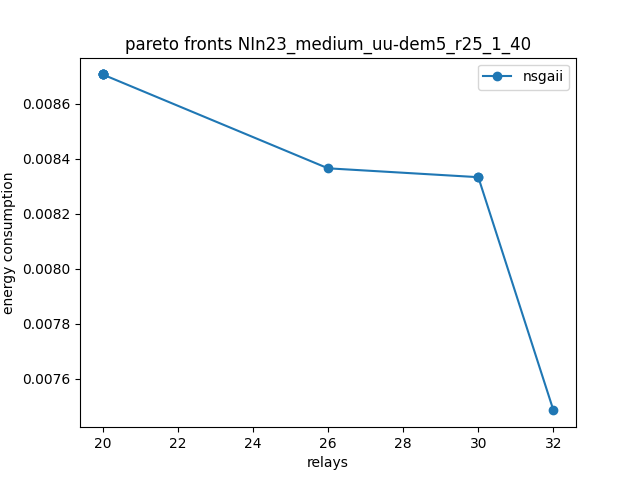 pareto fronts NIn23_medium_uu-dem5_r25_1_40
nsgaii
0.0086
0.0084
0.0082
0.0080
0.0078
0.0076
energy consumption
20 22 24 26 28 30 32
relays